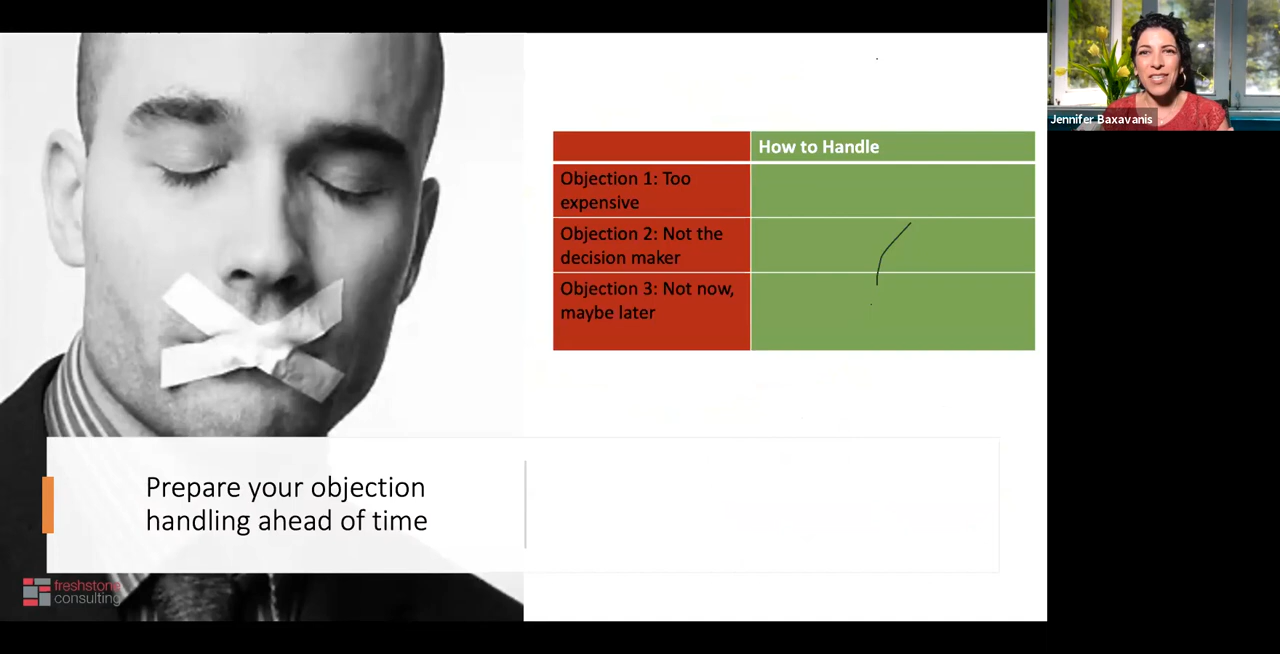 Jennifer Baxavanis
How to Handle
Objection 1: Too
expensive
Objection 2: Not the
decision maker
Objection 3: Not now,
maybe later
Prepare your objection
handling ahead of time
freshstone
consulting